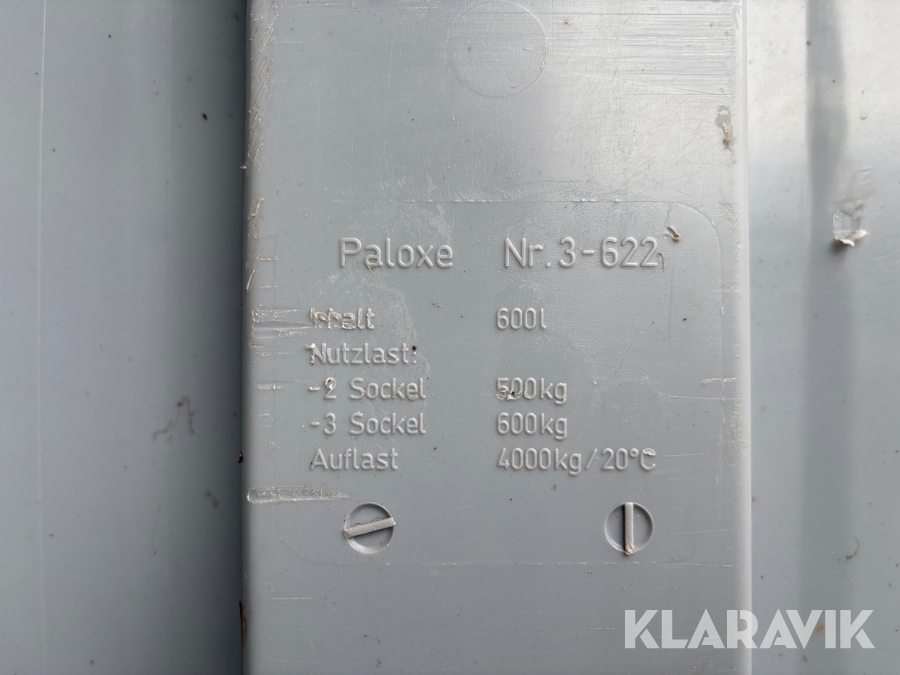 Paloxe Nr. 3-622
Inhalt 600l
Nutzlast:
-2 Sockel 500kg
-3 Sockel 600kg
Auflast 4000kg/20°C
KLARAVIK